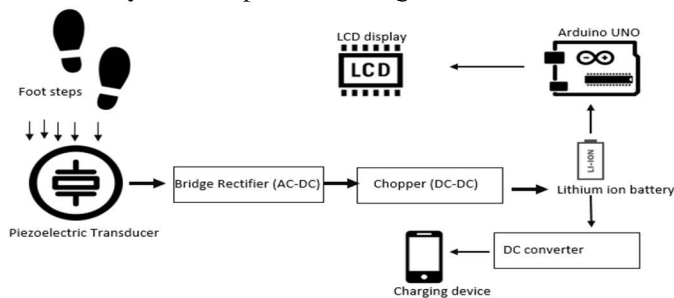 LCD display
Arduino UNO
LCD
Foot steps
LI-ION
Bridge Rectifier (AC-DC)
Chopper (DC-DC)
Lithium ion battery
Piezoelectric Transducer
DC converter
Charging device